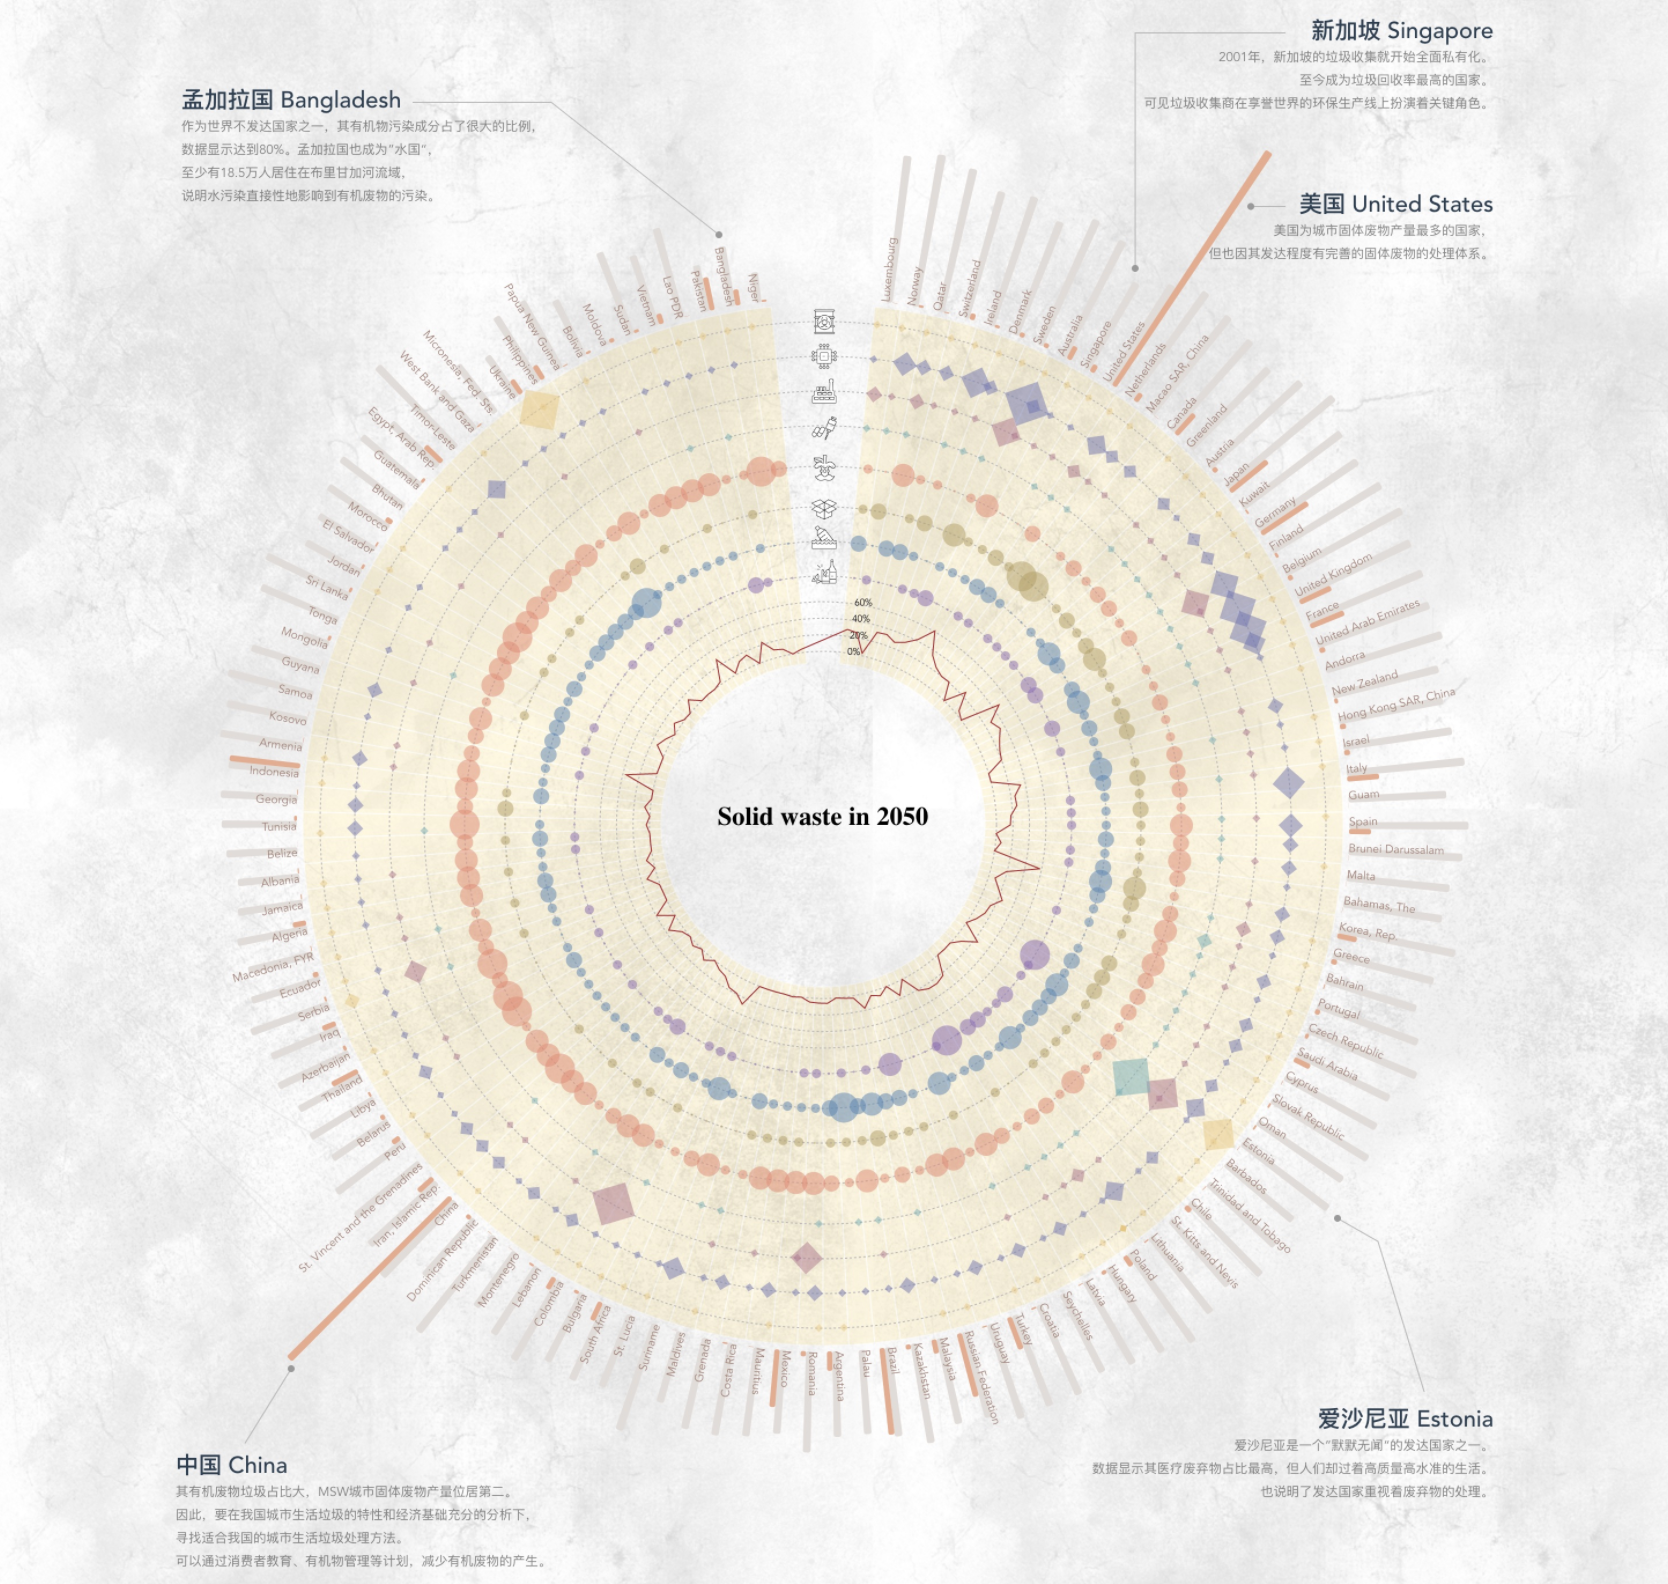 新加坡 Singapore
2001年，新加坡的垃圾收集就开始全面私有化。
至今成为垃圾回收率最高的国家。
可见垃圾收集商在享誉世界的环保生产线上扮演着关键角色。
孟加拉国 Bangladesh
作为世界不发达国家之一，其有机物污染成分占了很大的比例，
数据显示达到80%。孟加拉国也成为“水国”，
至少有18.5万人居住在布里甘加河流域，
说明水污染直接性地影响到有机废物的污染。
美国 United States
美国为城市固体废物产量最多的国家，
但也因其发达程度有完善的固体废物的处理体系。
Luxembourg
Norway
Qatar
Switzerland
Ireland
Denmark
Sweden
Australia
Singapore
United States
Netherlands
Macao SAR, China
Canada
Greenland
Austria
Japan
Kuwait
Germany
Finland
Belgium
United Kingdom
France
United Arab Emirates
Andorra
New Zealand
Hong Kong SAR, China
Israel
Italy
Guam
Spain
Brunei Darussalam
Malta
Bahamas, The
Korea, Rep.
Greece
Bahrain
Portugal
Czech Republic
Saudi Arabia
Cyprus
Slovak Republic
Oman
Estonia
Barbados
Trinidad and Tobago
Chile
St. Kitts and Nevis
Lithuania
Poland
Hungary
Latvia
Seychelles
Croatia
Turkey
Uruguay
Russian Federation
Malaysia
Kazakhstan
Brazil
Palau
Argentina
Romania
Mexico
Mauritius
Costa Rica
Grenada
Maldives
Suriname
St. Lucia
South Africa
Bulgaria
Colombia
Lebanon
Montenegro
Turkmenistan
Dominican Republic
China
Iran, Islamic Rep.
St. Vincent and the Grenadines
Peru
Belarus
Libya
Thailand
Azerbaijan
Iraq
Serbia
Ecuador
Macedonia, FYR
Algeria
Jamaica
Albania
Belize
Tunisia
Georgia
Indonesia
Armenia
Kosovo
Samoa
Guyana
Mongolia
Tonga
Sri Lanka
Jordan
El Salvador
Morocco
Bhutan
Guatemala
Egypt, Arab Rep.
Timor-Leste
West Bank and Gaza
Micronesia, Fed. Sts.
Ukraine
Philippines
Papua New Guinea
Bolivia
Moldova
Sudan
Vietnam
Lao PDR
Pakistan
Bangladesh
Niger
60%
40%
20%
0%
Solid waste in 2050
爱沙尼亚 Estonia
爱沙尼亚是一个“默默无闻”的发达国家之一。
数据显示其医疗废弃物占比最高，但人们却过着高质量高水准的生活。
也说明了发达国家重视着废弃物的处理。
中国 China
其有机废物垃圾占比大，MSW城市固体废物产量位居第二。
因此，要在我国城市生活垃圾的特性和经济基础充分的分析下，
寻找适合我国的城市生活垃圾处理方法。
可以通过消费者教育、有机物管理等计划，减少有机废物的产生。